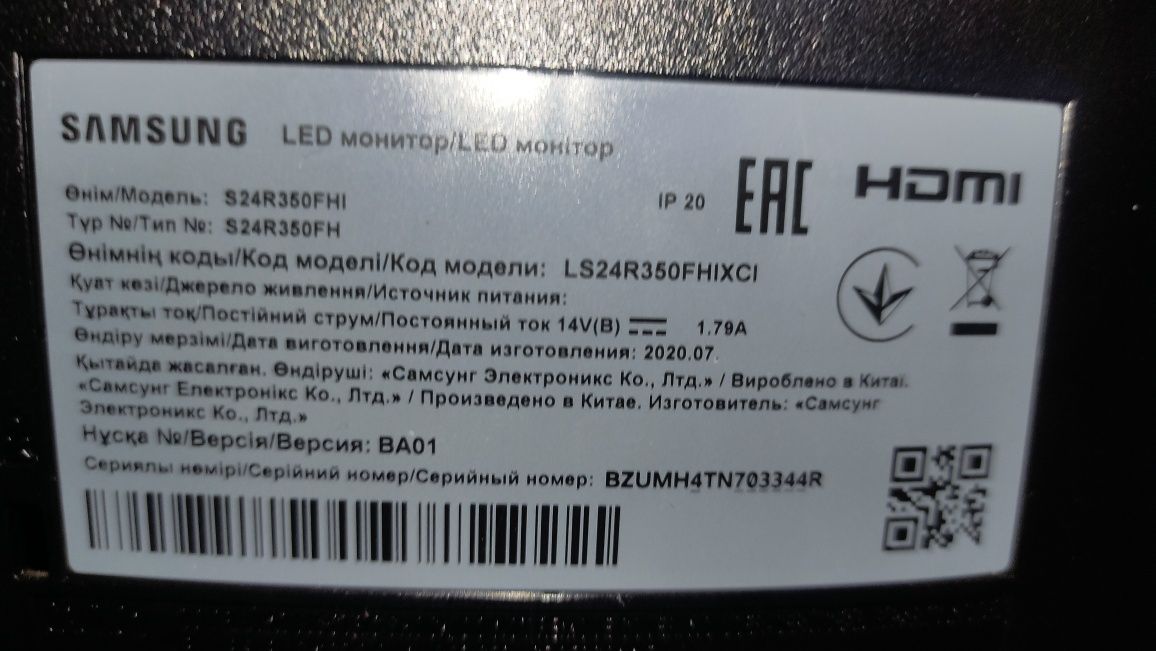 SAMSUNG LED монитор/LED монітор
Өнім/Модель: S24R350FHI IP 20 EAC HDMI
Түр №/Тип №: S24R350FH
Өнімнің коды/Код моделі/Код модели: LS24R350FHIXCI
Қуат көзі/Джерело живлення/Источник питания:
Тұрақты тоқ/Постійний струм/Постоянный ток 14V(В) 1.79A
Өндіру мерзімі/Дата виготовлення/Дата изготовления: 2020.07.
Қытайда жасалған. Өндіруші: «Самсунг Электроникс Ко., Лтд.» / Вироблено в Китаї.
«Самсунг Електронікс Ко., Лтд.» / Произведено в Китае. Изготовитель: «Самсунг
Электроникс Ко., Лтд.»
Нұсқа №/Версія/Версия: BA01
Сериялы нөмірі/Серійний номер/Серийный номер: BZUMH4TN703344R